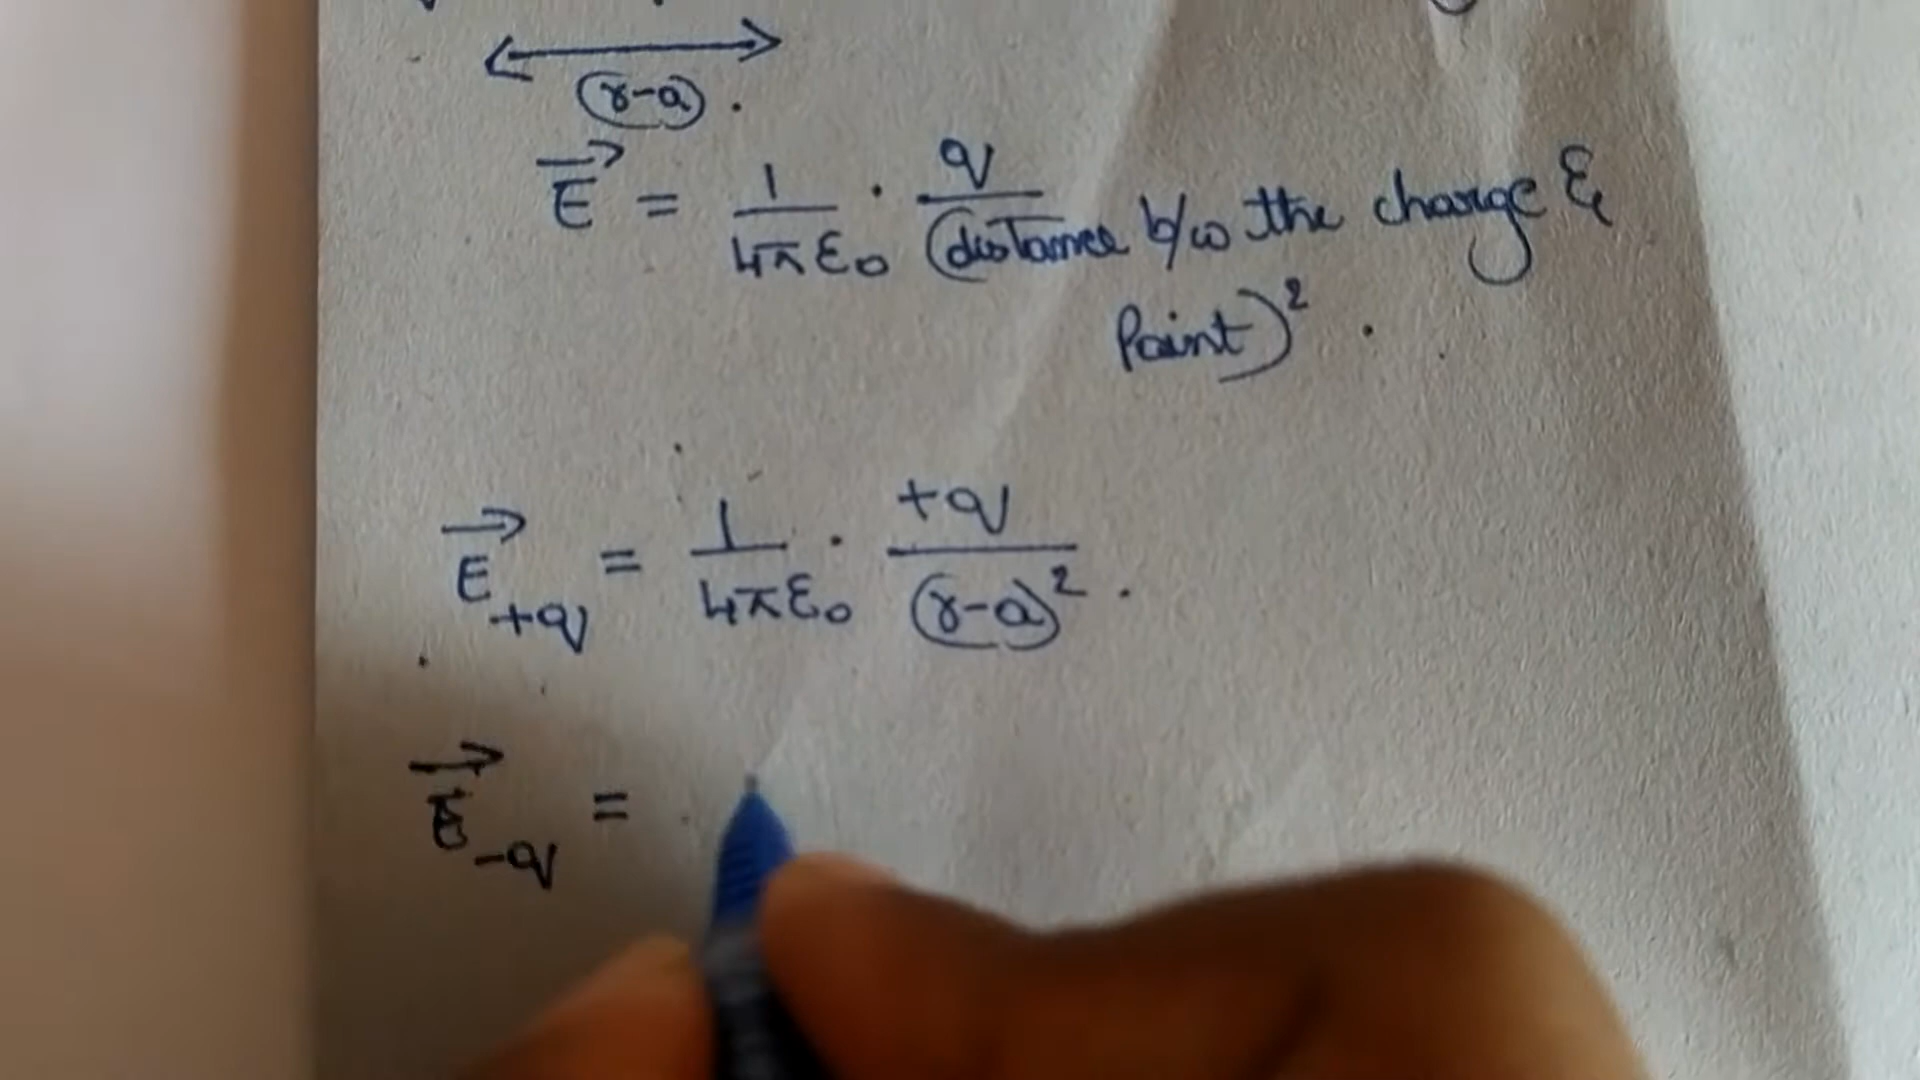 (r-a).
E⃗ = 1/4πε₀ · q/(distance b/w the charge &
Point)² .
E⃗₊q = 1/4πε₀ · +q/(r-a)² .
E⃗₋q =